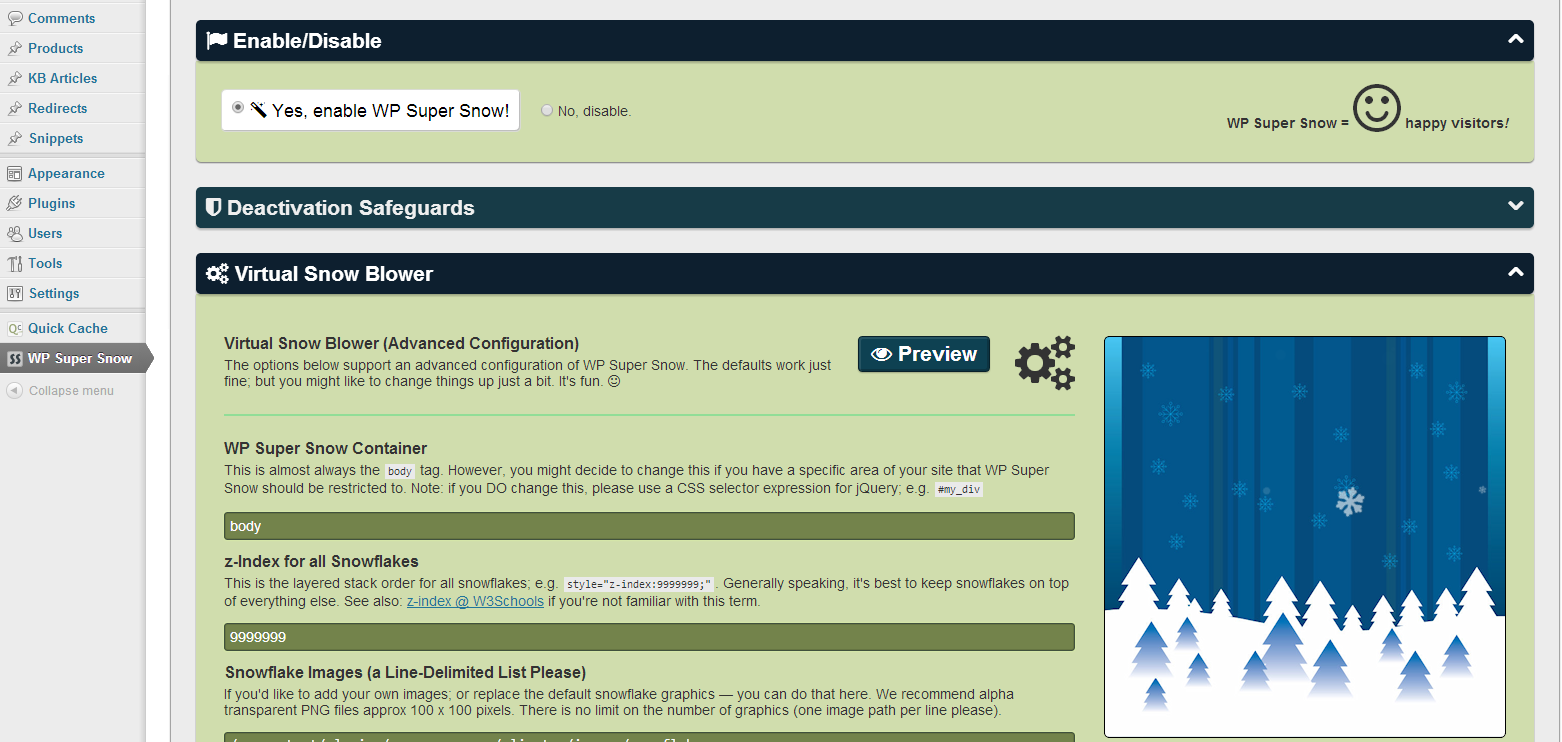 Comments
Products
KB Articles
Redirects
Snippets
Appearance
Plugins
Users
Tools
Settings
Quick Cache
WP Super Snow
Collapse menu
Enable/Disable
Yes, enable WP Super Snow!
No, disable.
WP Super Snow = happy visitors!
Deactivation Safeguards
Virtual Snow Blower
Virtual Snow Blower (Advanced Configuration)
The options below support an advanced configuration of WP Super Snow. The defaults work just
fine; but you might like to change things up just a bit. It's fun.
Preview
WP Super Snow Container
This is almost always the body tag. However, you might decide to change this if you have a specific area of your site that WP Super
Snow should be restricted to. Note: if you DO change this, please use a CSS selector expression for jQuery; e.g. #my_div
body
z-Index for all Snowflakes
This is the layered stack order for all snowflakes; e.g. style="z-index:9999999;". Generally speaking, it's best to keep snowflakes on top
of everything else. See also: z-index @ W3Schools if you're not familiar with this term.
9999999
Snowflake Images (a Line-Delimited List Please)
If you'd like to add your own images; or replace the default snowflake graphics — you can do that here. We recommend alpha
transparent PNG files approx 100 x 100 pixels. There is no limit on the number of graphics (one image path per line please).